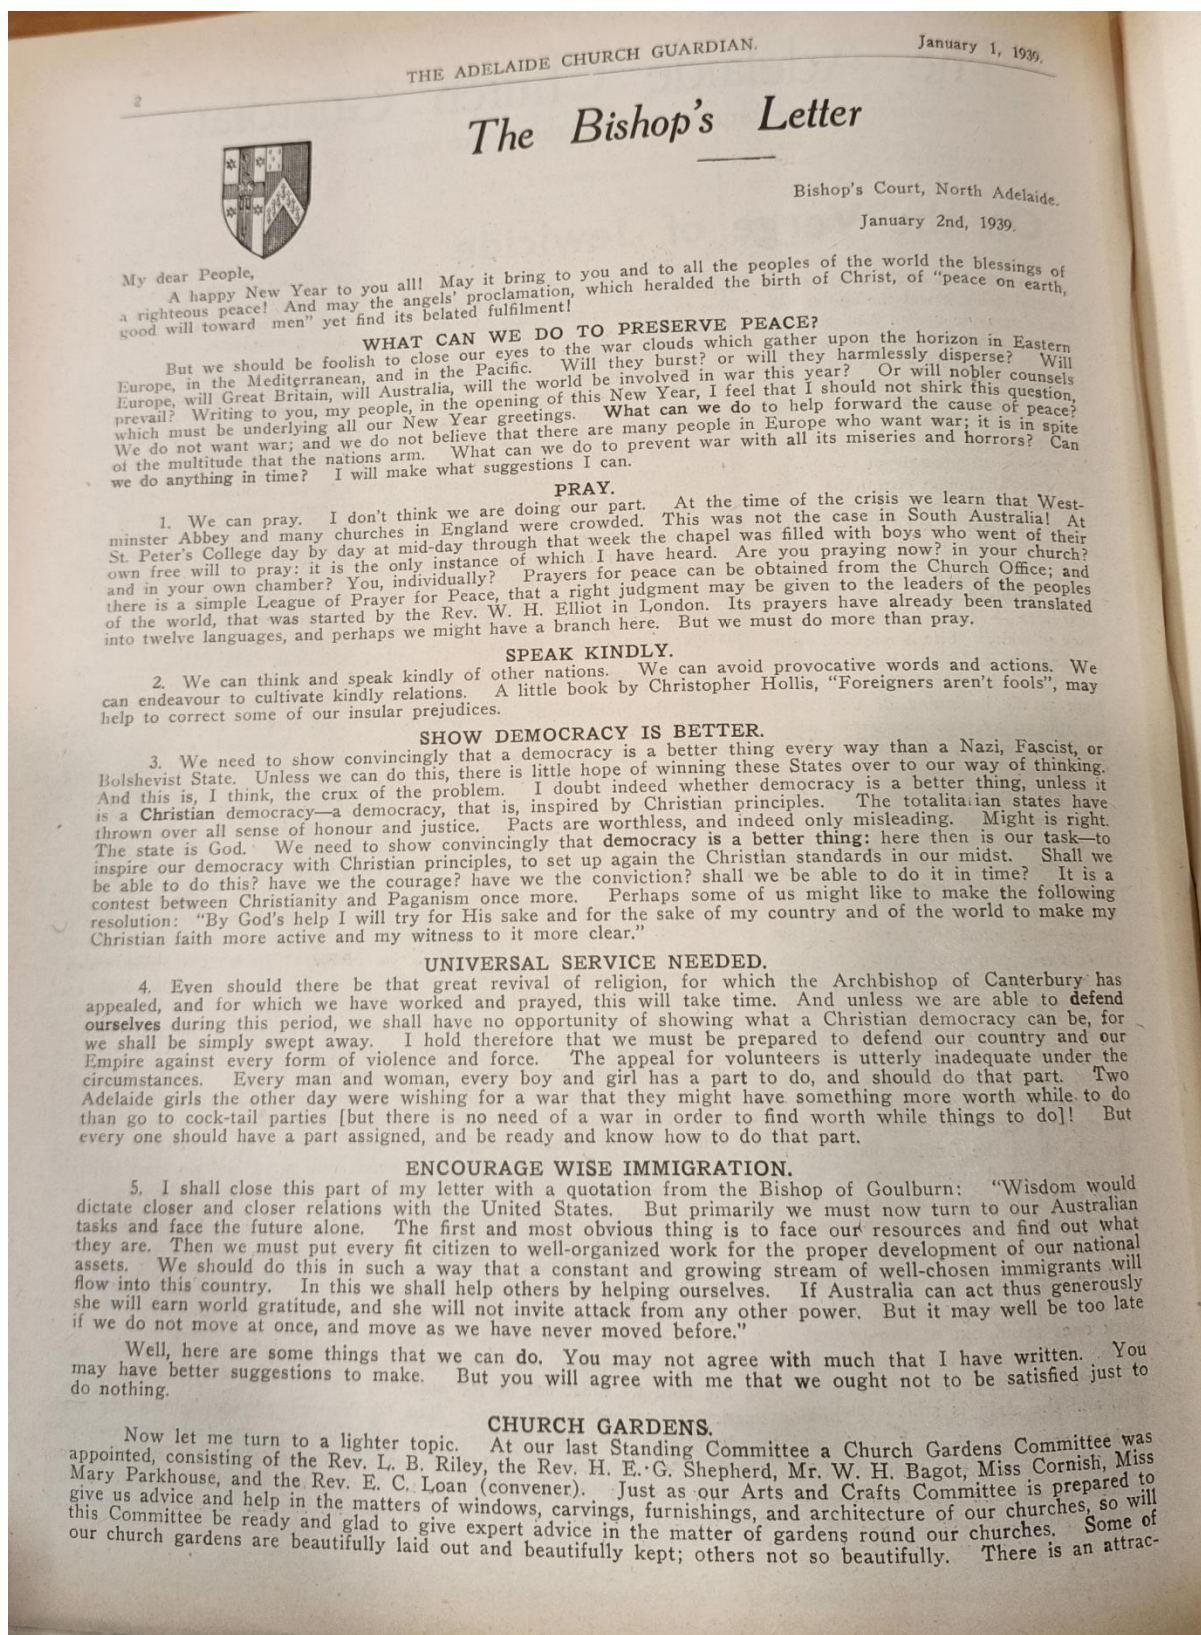 2
THE ADELAIDE CHURCH GUARDIAN.
January 1, 1939.
The Bishop's Letter
Bishop's Court, North Adelaide.
January 2nd, 1939.
My dear People,
A happy New Year to you all! May it bring to you and to all the peoples of the world the blessings of
a righteous peace! And may the angels' proclamation, which heralded the birth of Christ, of "peace on earth,
good will toward men" yet find its belated fulfilment!
WHAT CAN WE DO TO PRESERVE PEACE?
But we should be foolish to close our eyes to the war clouds which gather upon the horizon in Eastern
Europe, in the Mediterranean, and in the Pacific. Will they burst? or will they harmlessly disperse? Will
Europe, will Great Britain, will Australia, will the world be involved in war this year? Or will nobler counsels
prevail? Writing to you, my people, in the opening of this New Year, I feel that I should not shirk this question,
which must be underlying all our New Year greetings. What can we do to help forward the cause of peace?
We do not want war; and we do not believe that there are many people in Europe who want war; it is in spite
of the multitude that the nations arm. What can we do to prevent war with all its miseries and horrors? Can
we do anything in time? I will make what suggestions I can.
PRAY.
1. We can pray. I don't think we are doing our part. At the time of the crisis we learn that West-
minster Abbey and many churches in England were crowded. This was not the case in South Australia! At
St. Peter's College day by day at mid-day through that week the chapel was filled with boys who went of their
own free will to pray: it is the only instance of which I have heard. Are you praying now? in your church?
and in your own chamber? You, individually? Prayers for peace can be obtained from the Church Office; and
there is a simple League of Prayer for Peace, that a right judgment may be given to the leaders of the peoples
of the world, that was started by the Rev. W. H. Elliot in London. Its prayers have already been translated
into twelve languages, and perhaps we might have a branch here. But we must do more than pray.
SPEAK KINDLY.
2. We can think and speak kindly of other nations. We can avoid provocative words and actions. We
can endeavour to cultivate kindly relations. A little book by Christopher Hollis, "Foreigners aren't fools", may
help to correct some of our insular prejudices.
SHOW DEMOCRACY IS BETTER.
3. We need to show convincingly that a democracy is a better thing every way than a Nazi, Fascist, or
Bolshevist State. Unless we can do this, there is little hope of winning these States over to our way of thinking.
And this is, I think, the crux of the problem. I doubt indeed whether democracy is a better thing, unless it
is a Christian democracy—a democracy, that is, inspired by Christian principles. The totalitarian states have
thrown over all sense of honour and justice. Pacts are worthless, and indeed only misleading. Might is right.
The state is God. We need to show convincingly that democracy is a better thing: here then is our task—to
inspire our democracy with Christian principles, to set up again the Christian standards in our midst. Shall we
be able to do this? have we the courage? have we the conviction? shall we be able to do it in time? It is a
contest between Christianity and Paganism once more. Perhaps some of us might like to make the following
resolution: "By God's help I will try for His sake and for the sake of my country and of the world to make my
Christian faith more active and my witness to it more clear."
UNIVERSAL SERVICE NEEDED.
4. Even should there be that great revival of religion, for which the Archbishop of Canterbury has
appealed, and for which we have worked and prayed, this will take time. And unless we are able to defend
ourselves during this period, we shall have no opportunity of showing what a Christian democracy can be, for
we shall be simply swept away. I hold therefore that we must be prepared to defend our country and our
Empire against every form of violence and force. The appeal for volunteers is utterly inadequate under the
circumstances. Every man and woman, every boy and girl has a part to do, and should do that part. Two
Adelaide girls the other day were wishing for a war that they might have something more worth while to do
than go to cock-tail parties [but there is no need of a war in order to find worth while things to do]! But
every one should have a part assigned, and be ready and know how to do that part.
ENCOURAGE WISE IMMIGRATION.
5. I shall close this part of my letter with a quotation from the Bishop of Goulburn: "Wisdom would
dictate closer and closer relations with the United States. But primarily we must now turn to our Australian
tasks and face the future alone. The first and most obvious thing is to face our resources and find out what
they are. Then we must put every fit citizen to well-organized work for the proper development of our national
assets. We should do this in such a way that a constant and growing stream of well-chosen immigrants will
flow into this country. In this we shall help others by helping ourselves. If Australia can act thus generously
she will earn world gratitude, and she will not invite attack from any other power. But it may well be too late
if we do not move at once, and move as we have never moved before."
Well, here are some things that we can do. You may not agree with much that I have written. You
may have better suggestions to make. But you will agree with me that we ought not to be satisfied just to
do nothing.
CHURCH GARDENS.
Now let me turn to a lighter topic. At our last Standing Committee a Church Gardens Committee was
appointed, consisting of the Rev. L. B. Riley, the Rev. H. E. G. Shepherd, Mr. W. H. Bagot, Miss Cornish, Miss
Mary Parkhouse, and the Rev. E. C. Loan (convener). Just as our Arts and Crafts Committee is prepared to
give us advice and help in the matters of windows, carvings, furnishings, and architecture of our churches, so will
this Committee be ready and glad to give expert advice in the matter of gardens round our churches. Some of
our church gardens are beautifully laid out and beautifully kept; others not so beautifully. There is an attrac-